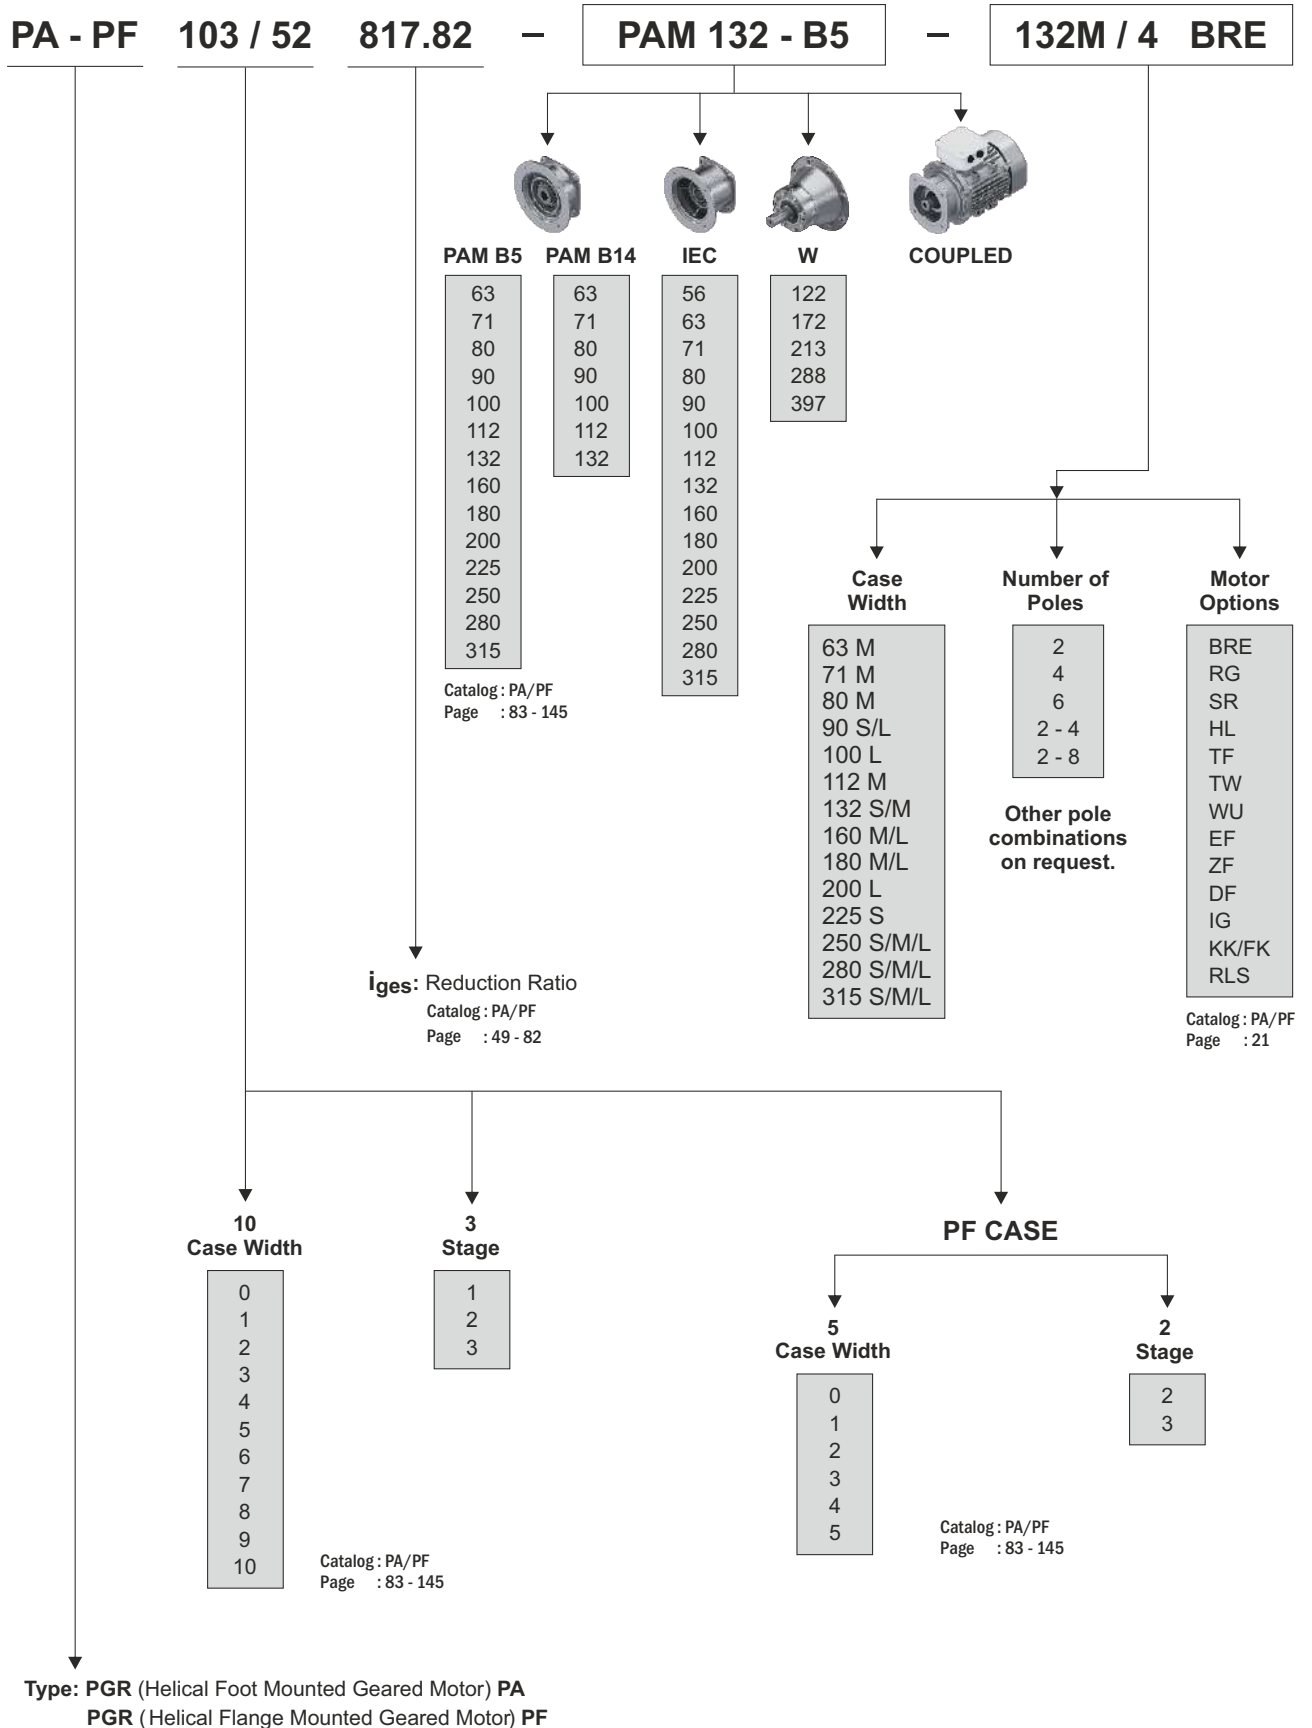 PA - PF 103 / 52 817.82 – PAM 132 - B5 – 132M / 4 BRE
PAM B5
63
71
80
90
100
112
132
160
180
200
225
250
280
315
Catalog : PA/PF
Page : 83 - 145
PAM B14
63
71
80
90
100
112
132
IEC
56
63
71
80
90
100
112
132
160
180
200
225
250
280
315
W
122
172
213
288
397
COUPLED
Case
Width
63 M
71 M
80 M
90 S/L
100 L
112 M
132 S/M
160 M/L
180 M/L
200 L
225 S
250 S/M/L
280 S/M/L
315 S/M/L
Number of
Poles
2
4
6
2 - 4
2 - 8
Other pole
combinations
on request.
Motor
Options
BRE
RG
SR
HL
TF
TW
WU
EF
ZF
DF
IG
KK/FK
RLS
Catalog : PA/PF
Page : 21
iges: Reduction Ratio
Catalog : PA/PF
Page : 49 - 82
10
Case Width
0
1
2
3
4
5
6
7
8
9
10
Catalog : PA/PF
Page : 83 - 145
3
Stage
1
2
3
PF CASE
5
Case Width
0
1
2
3
4
5
Catalog : PA/PF
Page : 83 - 145
2
Stage
2
3
Type: PGR (Helical Foot Mounted Geared Motor) PA
PGR (Helical Flange Mounted Geared Motor) PF